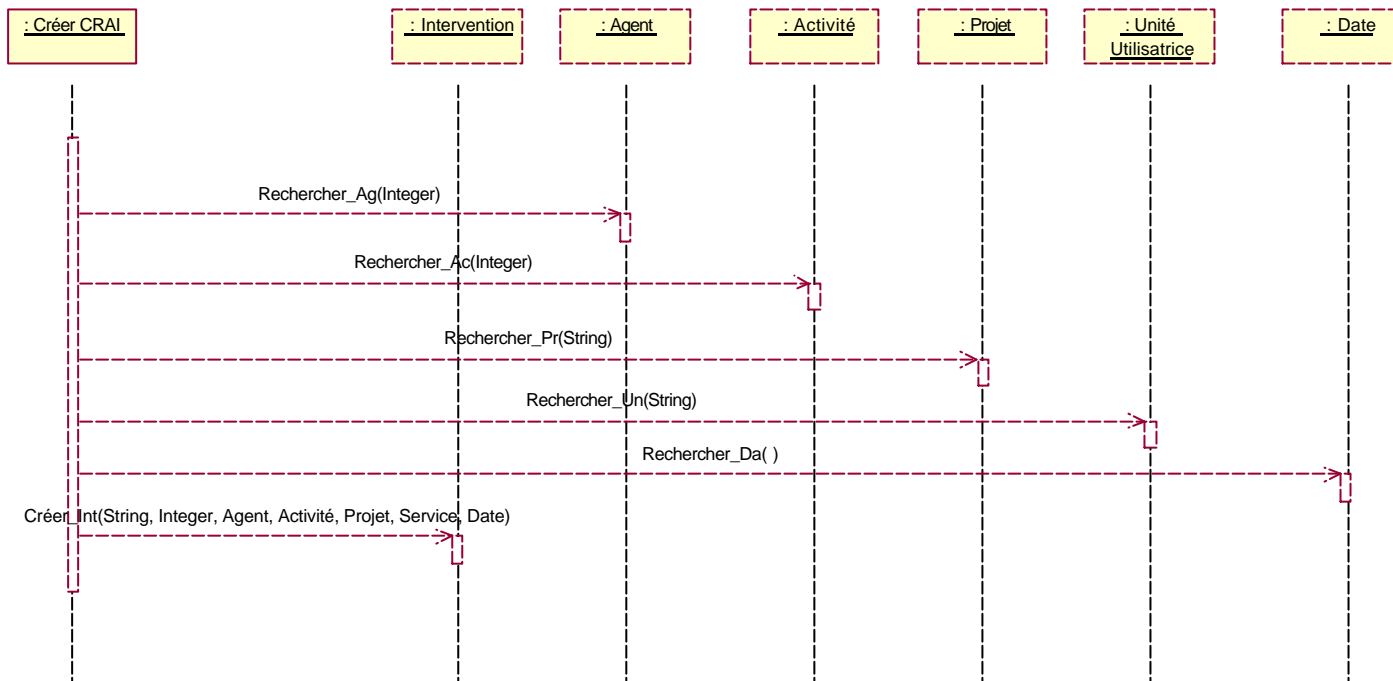 : Créer CRAI
: Intervention
: Agent
: Activité
: Projet
: Unité
Utilisatrice
: Date
Rechercher_Ag(Integer)
Rechercher_Ac(Integer)
Rechercher_Pr(String)
Rechercher_Un(String)
Rechercher_Da( )
Créer_Int(String, Integer, Agent, Activité, Projet, Service, Date)